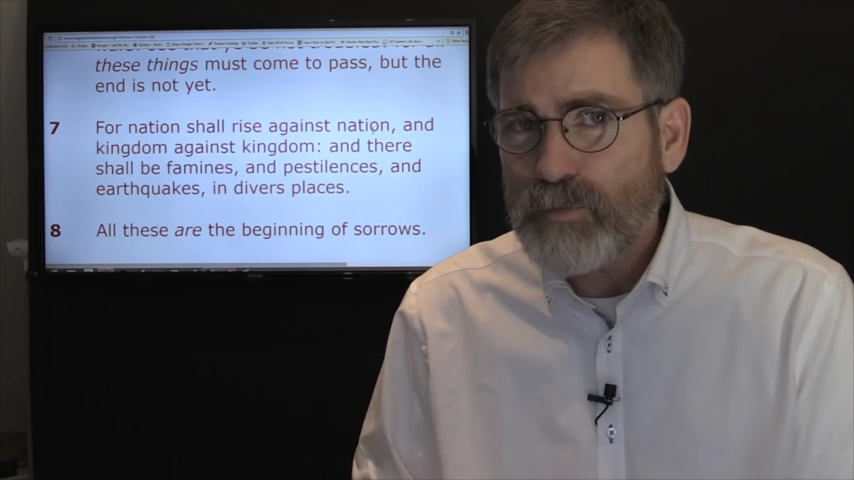 these things must come to pass, but the
end is not yet.
7 For nation shall rise against nation, and
kingdom against kingdom: and there
shall be famines, and pestilences, and
earthquakes, in divers places.
8 All these are the beginning of sorrows.